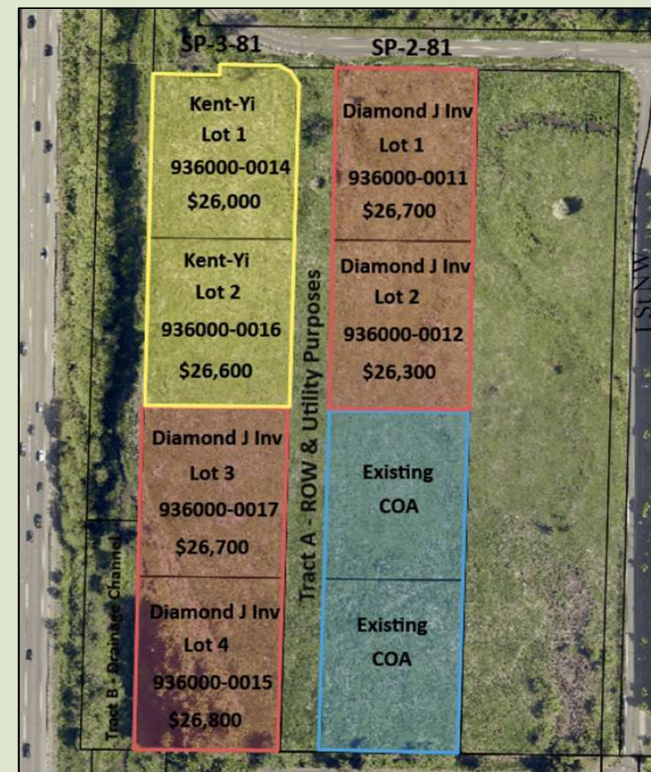 SP-3-81
SP-2-81
Kent-Yi
Lot 1
936000-0014
$26,000
Kent-Yi
Lot 2
936000-0016
$26,600
Diamond J Inv
Lot 3
936000-0017
$26,700
Diamond J Inv
Lot 4
936000-0015
$26,800
Tract B - Drainage Channel
Tract A - ROW & Utility Purposes
Diamond J Inv
Lot 1
936000-0011
$26,700
Diamond J Inv
Lot 2
936000-0012
$26,300
Existing
COA
Existing
COA
I St NW